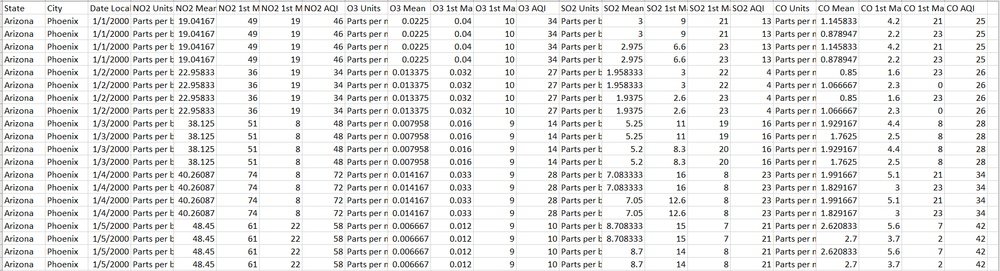 State City Date Local NO2 Units NO2 Mean NO2 1st M NO2 1st M NO2 AQI O3 Units O3 Mean O3 1st Ma O3 1st Ma O3 AQI SO2 Units SO2 Mean SO2 1st Ma SO2 1st Ma SO2 AQI CO Units CO Mean CO 1st Ma CO 1st Ma CO AQI
Arizona Phoenix 1/1/2000 Parts per b 19.04167 49 19 46 Parts per m 0.0225 0.04 10 34 Parts per b 3 9 21 13 Parts per m 1.145833 4.2 21 25
Arizona Phoenix 1/1/2000 Parts per b 19.04167 49 19 46 Parts per m 0.0225 0.04 10 34 Parts per b 3 9 21 13 Parts per m 0.878947 2.2 23 25
Arizona Phoenix 1/1/2000 Parts per b 19.04167 49 19 46 Parts per m 0.0225 0.04 10 34 Parts per b 2.975 6.6 23 13 Parts per m 1.145833 4.2 21 25
Arizona Phoenix 1/1/2000 Parts per b 19.04167 49 19 46 Parts per m 0.0225 0.04 10 34 Parts per b 2.975 6.6 23 13 Parts per m 0.878947 2.2 23 25
Arizona Phoenix 1/2/2000 Parts per b 22.95833 36 19 34 Parts per m 0.013375 0.032 10 27 Parts per b 1.958333 3 22 4 Parts per m 0.85 1.6 23 26
Arizona Phoenix 1/2/2000 Parts per b 22.95833 36 19 34 Parts per m 0.013375 0.032 10 27 Parts per b 1.958333 3 22 4 Parts per m 1.066667 2.3 0 26
Arizona Phoenix 1/2/2000 Parts per b 22.95833 36 19 34 Parts per m 0.013375 0.032 10 27 Parts per b 1.9375 2.6 23 4 Parts per m 0.85 1.6 23 26
Arizona Phoenix 1/2/2000 Parts per b 22.95833 36 19 34 Parts per m 0.013375 0.032 10 27 Parts per b 1.9375 2.6 23 4 Parts per m 1.066667 2.3 0 26
Arizona Phoenix 1/3/2000 Parts per b 38.125 51 8 48 Parts per m 0.007958 0.016 9 14 Parts per b 5.25 11 19 16 Parts per m 1.929167 4.4 8 28
Arizona Phoenix 1/3/2000 Parts per b 38.125 51 8 48 Parts per m 0.007958 0.016 9 14 Parts per b 5.25 11 19 16 Parts per m 1.7625 2.5 8 28
Arizona Phoenix 1/3/2000 Parts per b 38.125 51 8 48 Parts per m 0.007958 0.016 9 14 Parts per b 5.2 8.3 20 16 Parts per m 1.929167 4.4 8 28
Arizona Phoenix 1/3/2000 Parts per b 38.125 51 8 48 Parts per m 0.007958 0.016 9 14 Parts per b 5.2 8.3 20 16 Parts per m 1.7625 2.5 8 28
Arizona Phoenix 1/4/2000 Parts per b 40.26087 74 8 72 Parts per m 0.014167 0.033 9 28 Parts per b 7.083333 16 8 23 Parts per m 1.991667 5.1 21 34
Arizona Phoenix 1/4/2000 Parts per b 40.26087 74 8 72 Parts per m 0.014167 0.033 9 28 Parts per b 7.083333 16 8 23 Parts per m 1.829167 3 23 34
Arizona Phoenix 1/4/2000 Parts per b 40.26087 74 8 72 Parts per m 0.014167 0.033 9 28 Parts per b 7.05 12.6 8 23 Parts per m 1.991667 5.1 21 34
Arizona Phoenix 1/4/2000 Parts per b 40.26087 74 8 72 Parts per m 0.014167 0.033 9 28 Parts per b 7.05 12.6 8 23 Parts per m 1.829167 3 23 34
Arizona Phoenix 1/5/2000 Parts per b 48.45 61 22 58 Parts per m 0.006667 0.012 9 10 Parts per b 8.708333 15 7 21 Parts per m 2.620833 5.6 7 42
Arizona Phoenix 1/5/2000 Parts per b 48.45 61 22 58 Parts per m 0.006667 0.012 9 10 Parts per b 8.708333 15 7 21 Parts per m 2.7 3.7 2 42
Arizona Phoenix 1/5/2000 Parts per b 48.45 61 22 58 Parts per m 0.006667 0.012 9 10 Parts per b 8.7 14 8 21 Parts per m 2.620833 5.6 7 42
Arizona Phoenix 1/5/2000 Parts per b 48.45 61 22 58 Parts per m 0.006667 0.012 9 10 Parts per b 8.7 14 8 21 Parts per m 2.7 3.7 2 42